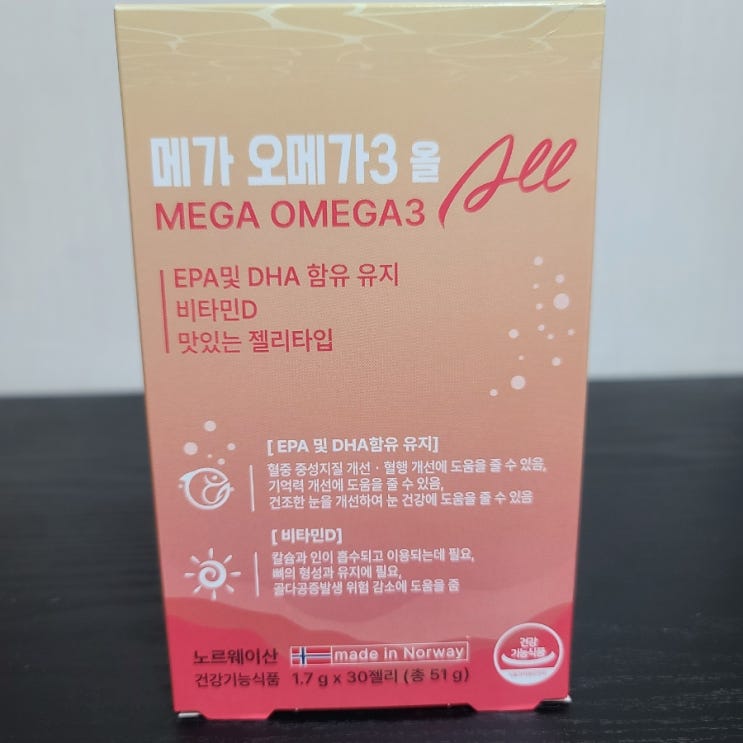 메가 오메가3 올 All
MEGA OMEGA3
EPA및 DHA 함유 유지
비타민D
맛있는 젤리타입
[ EPA 및 DHA함유 유지]
혈중 중성지질 개선 · 혈행 개선에 도움을 줄 수 있음,
기억력 개선에 도움을 줄 수 있음,
건조한 눈을 개선하여 눈 건강에 도움을 줄 수 있음
[ 비타민D]
칼슘과 인이 흡수되고 이용되는데 필요,
뼈의 형성과 유지에 필요,
골다공증발생 위험 감소에 도움을 줌
노르웨이산 made in Norway
건강기능식품 1.7 g x 30젤리 (총 51 g)
건강
기능식품